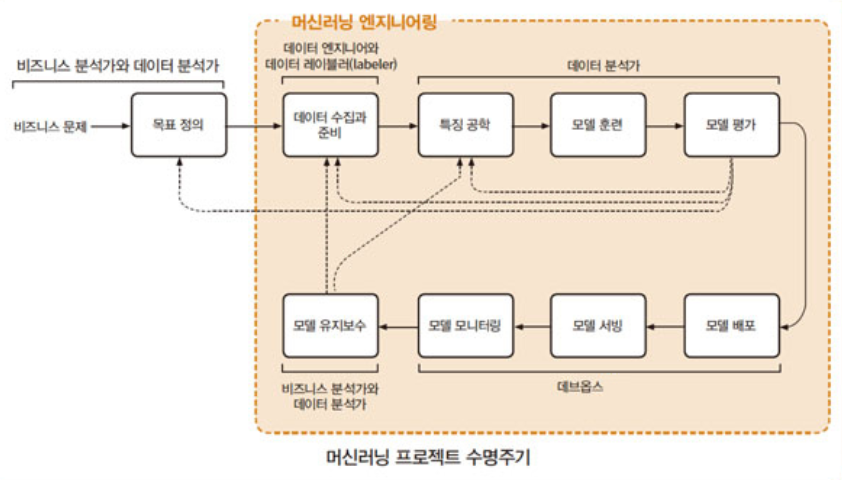 머신러닝 엔지니어링
비즈니스 분석가와 데이터 분석가
데이터 엔지니어와
데이터 레이블러(labeler)
데이터 분석가
비즈니스 문제
목표 정의
데이터 수집과
준비
특징 공학
모델 훈련
모델 평가
모델 유지보수
모델 모니터링
모델 서빙
모델 배포
비즈니스 분석가와
데이터 분석가
데브옵스
머신러닝 프로젝트 수명주기